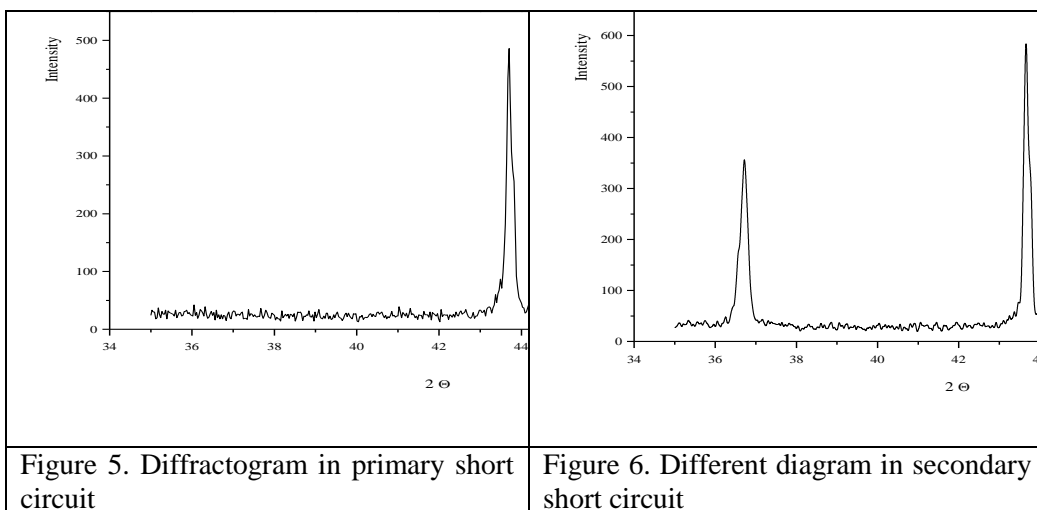 Intensity
500
400
300
200
100
0
34 36 38 40 42 44
2 Θ
Intensity
600
500
400
300
200
100
0
34 36 38 40 42 4
2 Θ
Figure 5. Diffractogram in primary short
circuit
Figure 6. Different diagram in secondary
short circuit